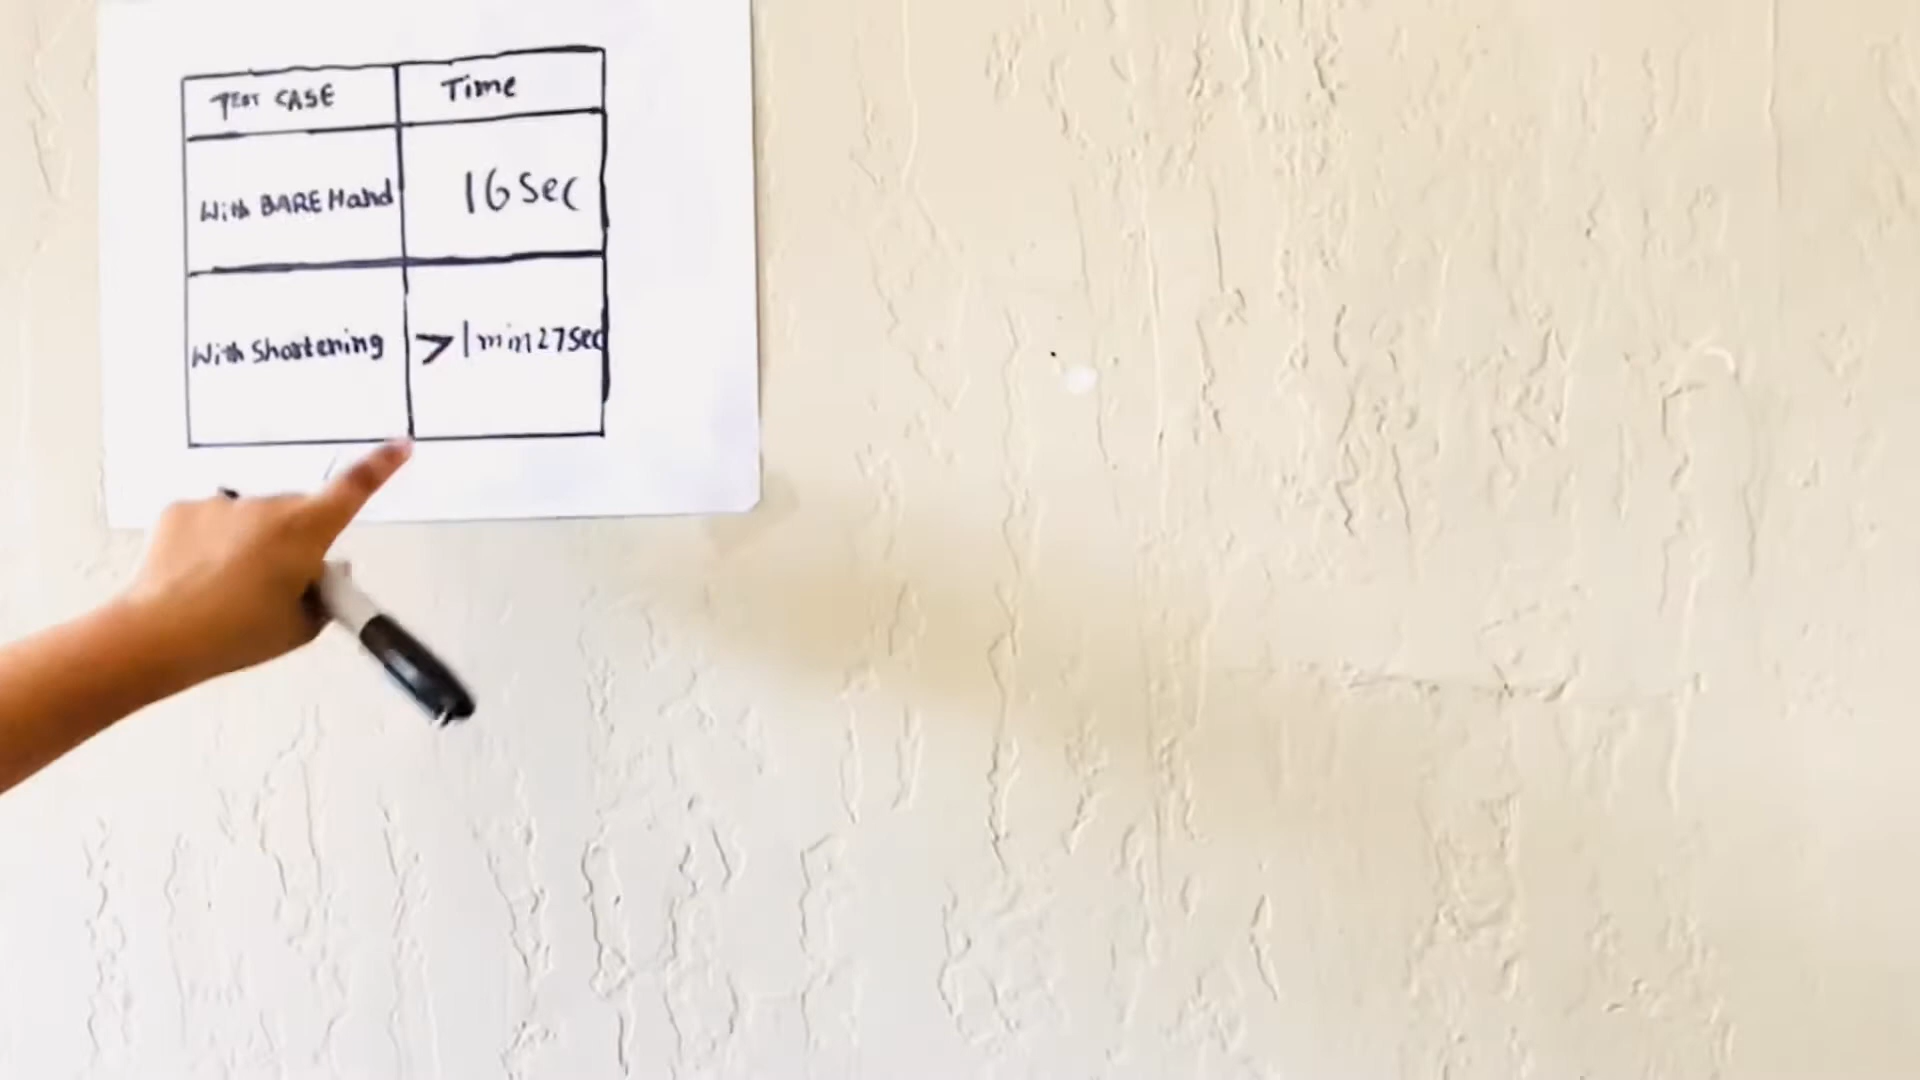 TEST CASE
Time
With BARE Hand
16 Sec
With Shortening
> 1 min 27 Sec